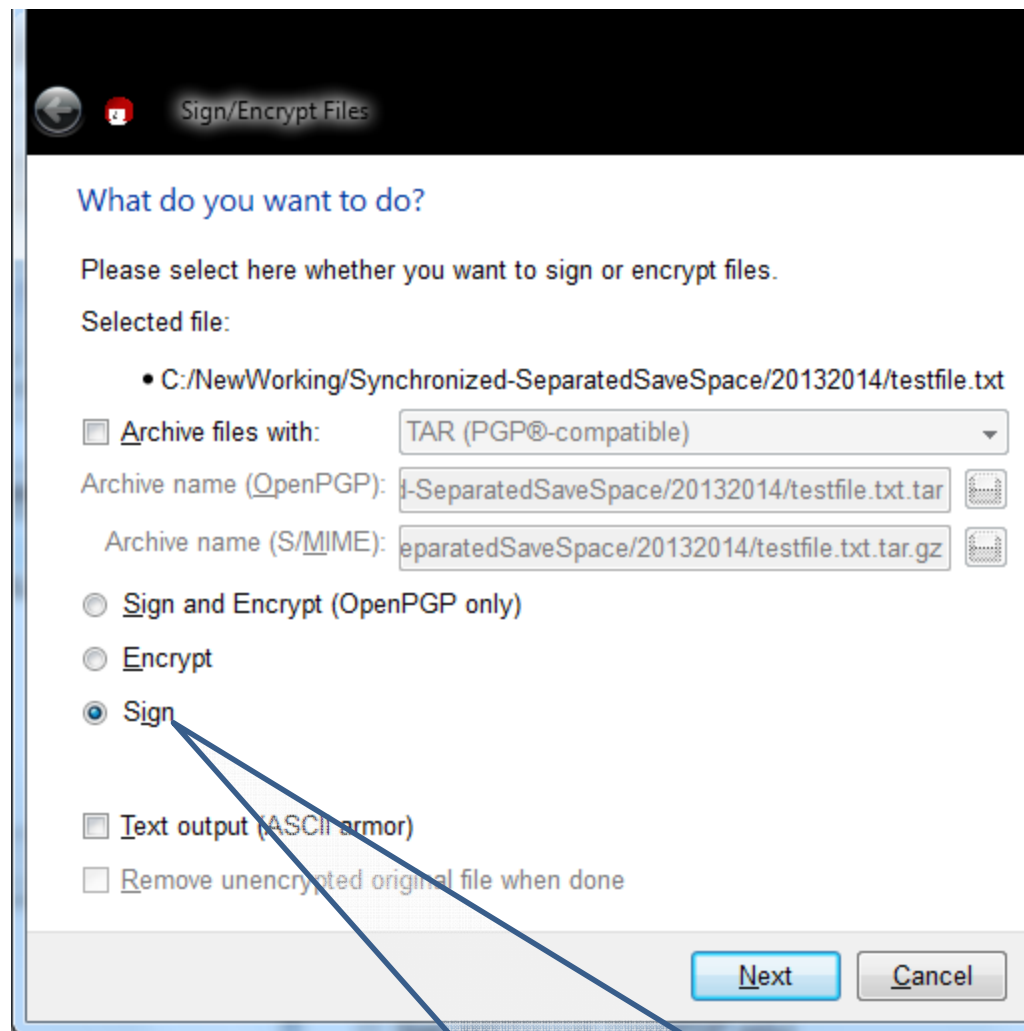 Sign/Encrypt Files
What do you want to do?
Please select here whether you want to sign or encrypt files.
Selected file:
• C:/NewWorking/Synchronized-SeparatedSaveSpace/20132014/testfile.txt
Archive files with: TAR (PGP®-compatible)
Archive name (OpenPGP): d-SeparatedSaveSpace/20132014/testfile.txt.tar
Archive name (S/MIME): eparatedSaveSpace/20132014/testfile.txt.tar.gz
Sign and Encrypt (OpenPGP only)
Encrypt
Sign
Text output (ASCII armor)
Remove unencrypted original file when done
Next Cancel